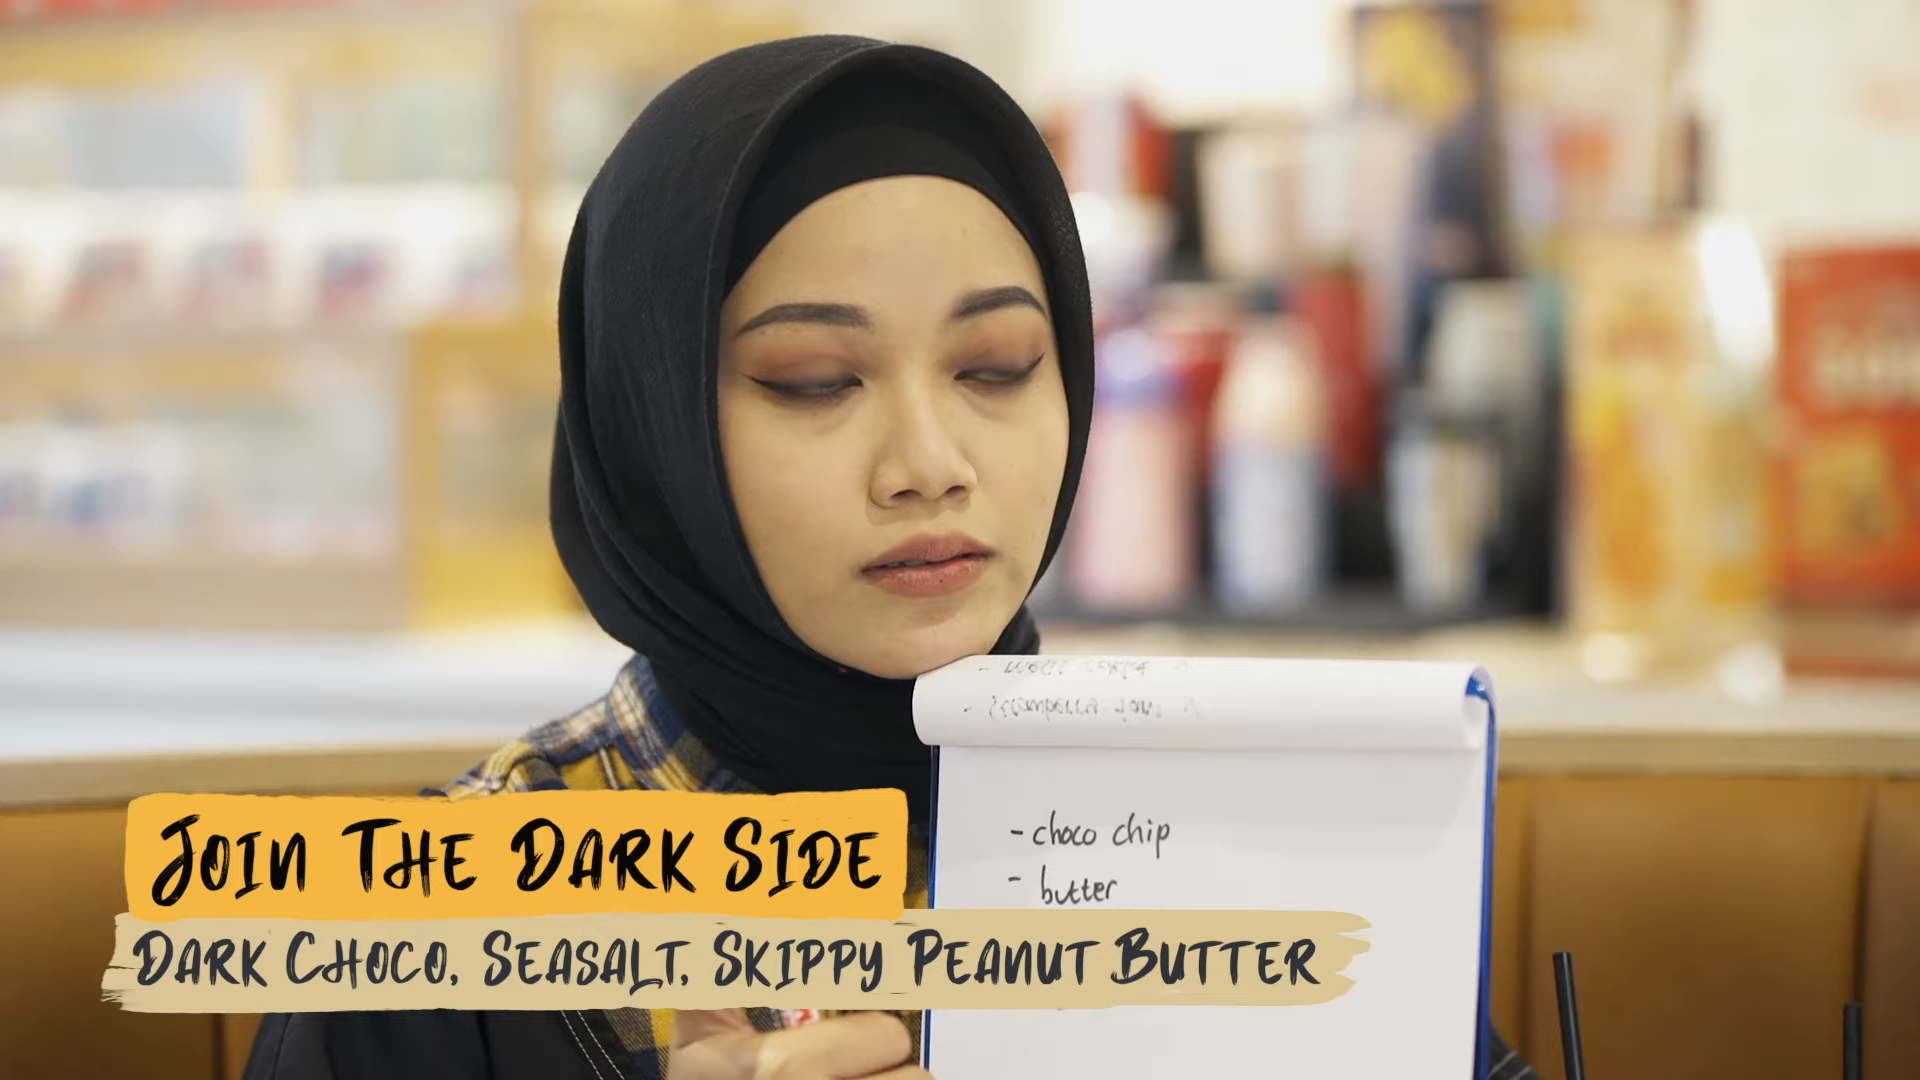 - choco chip
- butter
JOIN THE DARK SIDE
DARK CHOCO, SEASALT, SKIPPY PEANUT BUTTER